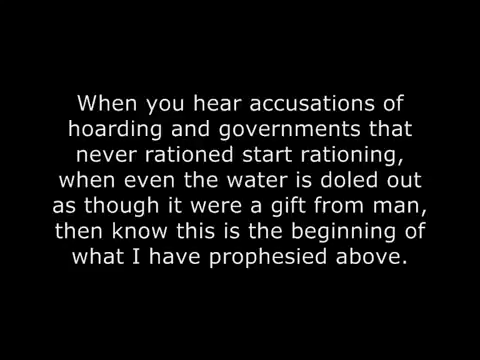 When you hear accusations of
hoarding and governments that
never rationed start rationing,
when even the water is doled out
as though it were a gift from man,
then know this is the beginning of
what I have prophesied above.